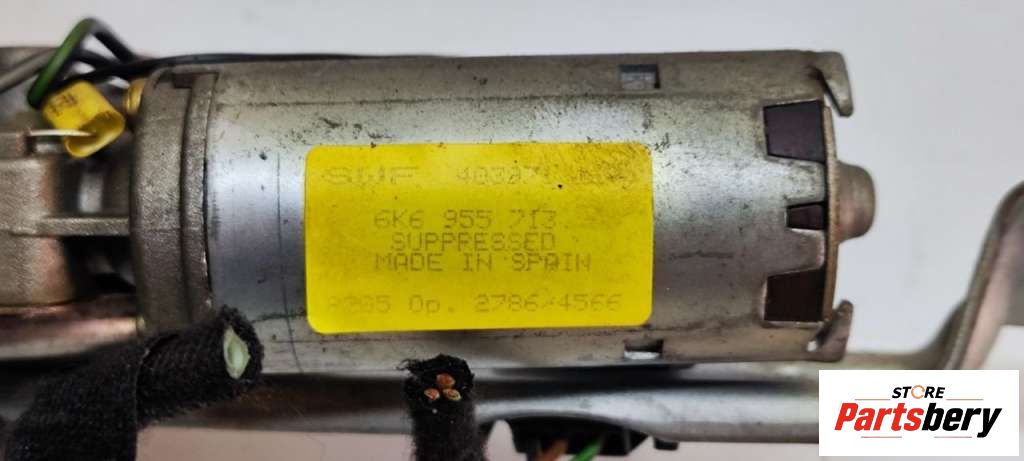 SWF
6K6 955 713
SUPPRESSED
MADE IN SPAIN
Op. 2786/4566
STORE
Partsbery